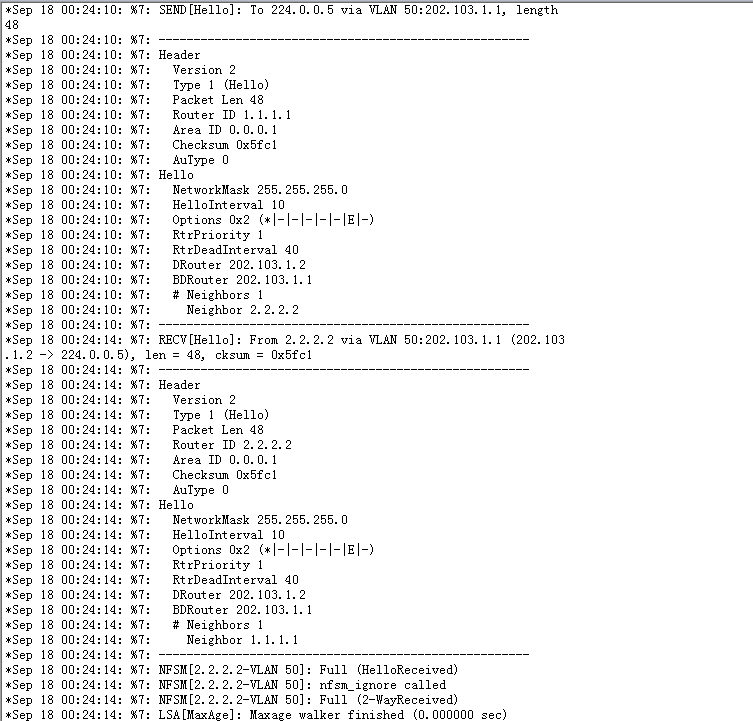 *Sep 18 00:24:10: %7: SEND[Hello]: To 224.0.0.5 via VLAN 50:202.103.1.1, length
48
*Sep 18 00:24:10: %7: -----------------------------------------------------
*Sep 18 00:24:10: %7: Header
*Sep 18 00:24:10: %7:   Version 2
*Sep 18 00:24:10: %7:   Type 1 (Hello)
*Sep 18 00:24:10: %7:   Packet Len 48
*Sep 18 00:24:10: %7:   Router ID 1.1.1.1
*Sep 18 00:24:10: %7:   Area ID 0.0.0.1
*Sep 18 00:24:10: %7:   Checksum 0x5fc1
*Sep 18 00:24:10: %7:   AuType 0
*Sep 18 00:24:10: %7: Hello
*Sep 18 00:24:10: %7:   NetworkMask 255.255.255.0
*Sep 18 00:24:10: %7:   HelloInterval 10
*Sep 18 00:24:10: %7:   Options 0x2 (*|-|-|-|-|-|E|-)
*Sep 18 00:24:10: %7:   RtrPriority 1
*Sep 18 00:24:10: %7:   RtrDeadInterval 40
*Sep 18 00:24:10: %7:   DRouter 202.103.1.2
*Sep 18 00:24:10: %7:   BDRouter 202.103.1.1
*Sep 18 00:24:10: %7:   # Neighbors 1
*Sep 18 00:24:10: %7:     Neighbor 2.2.2.2
*Sep 18 00:24:10: %7: -----------------------------------------------------
*Sep 18 00:24:14: %7: RECV[Hello]: From 2.2.2.2 via VLAN 50:202.103.1.1 (202.103
.1.2 -> 224.0.0.5), len = 48, cksum = 0x5fc1
*Sep 18 00:24:14: %7: -----------------------------------------------------
*Sep 18 00:24:14: %7: Header
*Sep 18 00:24:14: %7:   Version 2
*Sep 18 00:24:14: %7:   Type 1 (Hello)
*Sep 18 00:24:14: %7:   Packet Len 48
*Sep 18 00:24:14: %7:   Router ID 2.2.2.2
*Sep 18 00:24:14: %7:   Area ID 0.0.0.1
*Sep 18 00:24:14: %7:   Checksum 0x5fc1
*Sep 18 00:24:14: %7:   AuType 0
*Sep 18 00:24:14: %7: Hello
*Sep 18 00:24:14: %7:   NetworkMask 255.255.255.0
*Sep 18 00:24:14: %7:   HelloInterval 10
*Sep 18 00:24:14: %7:   Options 0x2 (*|-|-|-|-|-|E|-)
*Sep 18 00:24:14: %7:   RtrPriority 1
*Sep 18 00:24:14: %7:   RtrDeadInterval 40
*Sep 18 00:24:14: %7:   DRouter 202.103.1.2
*Sep 18 00:24:14: %7:   BDRouter 202.103.1.1
*Sep 18 00:24:14: %7:   # Neighbors 1
*Sep 18 00:24:14: %7:     Neighbor 1.1.1.1
*Sep 18 00:24:14: %7: -----------------------------------------------------
*Sep 18 00:24:14: %7: NFSM[2.2.2.2-VLAN 50]: Full (HelloReceived)
*Sep 18 00:24:14: %7: NFSM[2.2.2.2-VLAN 50]: nfsm_ignore called
*Sep 18 00:24:14: %7: NFSM[2.2.2.2-VLAN 50]: Full (2-WayReceived)
*Sep 18 00:24:14: %7: LSA[MaxAge]: Maxage walker finished (0.000000 sec)